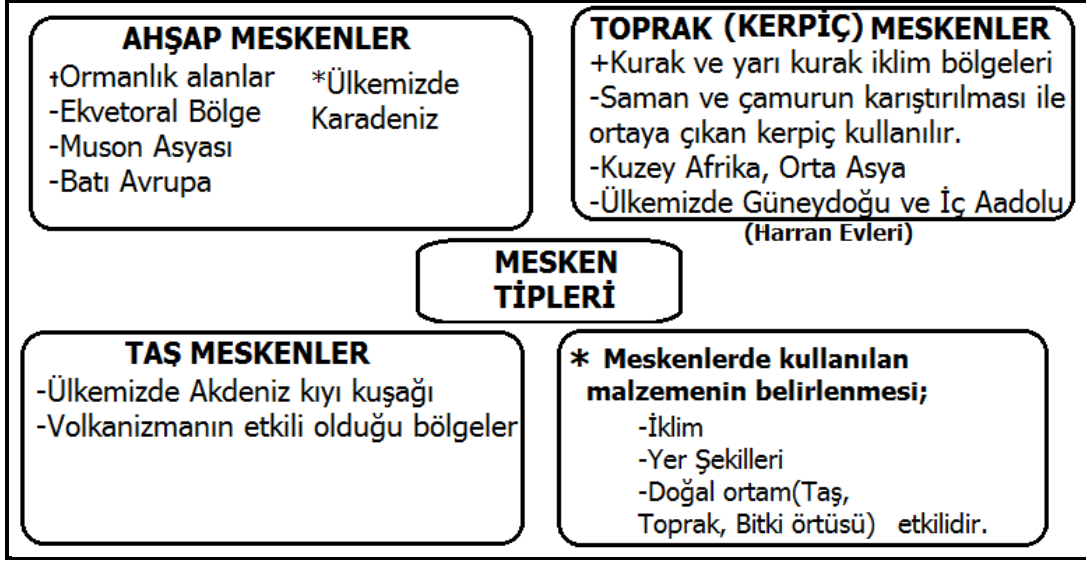 AHŞAP MESKENLER
+Ormanlık alanlar
-Ekvetoral Bölge
-Muson Asyası
-Batı Avrupa
*Ülkemizde
Karadeniz
TOPRAK (KERPİÇ) MESKENLER
+Kurak ve yarı kurak iklim bölgeleri
-Saman ve çamurun karıştırılması ile
ortaya çıkan kerpiç kullanılır.
-Kuzey Afrika, Orta Asya
-Ülkemizde Güneydoğu ve İç Aadolu
(Harran Evleri)
MESKEN
TİPLERİ
TAŞ MESKENLER
-Ülkemizde Akdeniz kıyı kuşağı
-Volkanizmanın etkili olduğu bölgeler
* Meskenlerde kullanılan
malzemenin belirlenmesi;
-İklim
-Yer Şekilleri
-Doğal ortam(Taş,
Toprak, Bitki örtüsü) etkilidir.